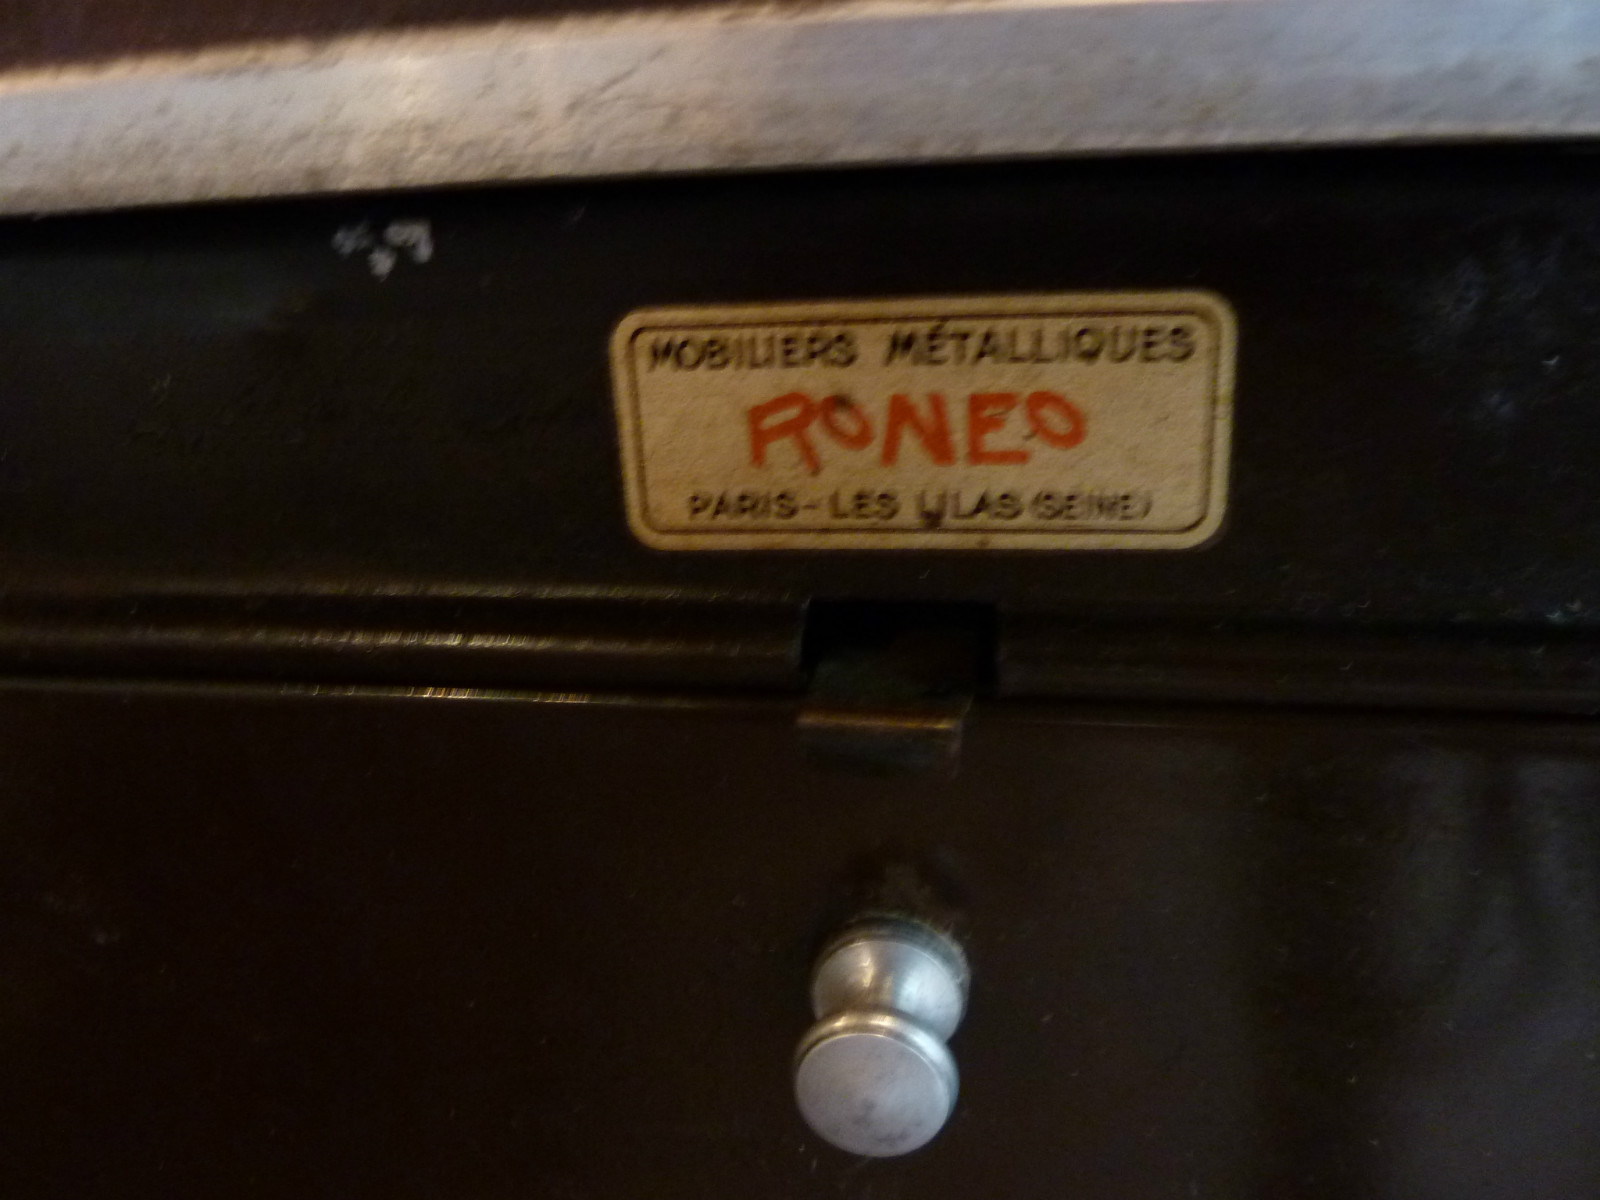 MOBILIERS MÉTALLIQUES
RONEO
PARIS-LES LILAS (SEINE)